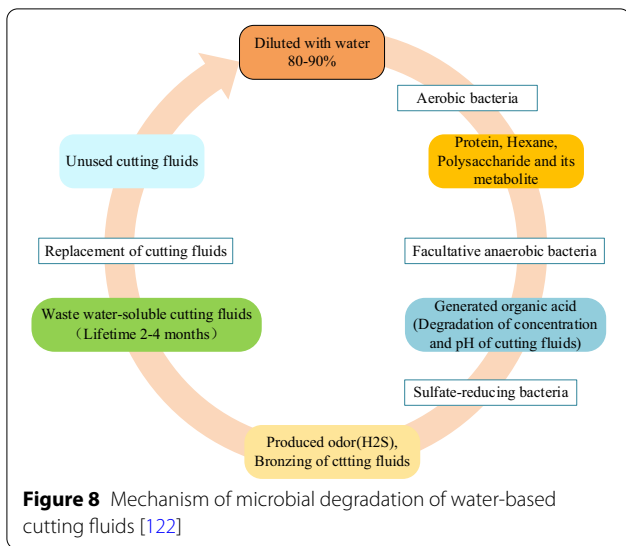 Diluted with water
80-90%
Aerobic bacteria
Protein, Hexane,
Polysaccharide and its
metabolite
Facultative anaerobic bacteria
Generated organic acid
(Degradation of concentration
and pH of cutting fluids)
Sulfate-reducing bacteria
Produced odor(H2S),
Bronzing of cttting fluids
Waste water-soluble cutting fluids
（Lifetime 2-4 months）
Replacement of cutting fluids
Unused cutting fluids
Figure 8 Mechanism of microbial degradation of water-based
cutting fluids [122]